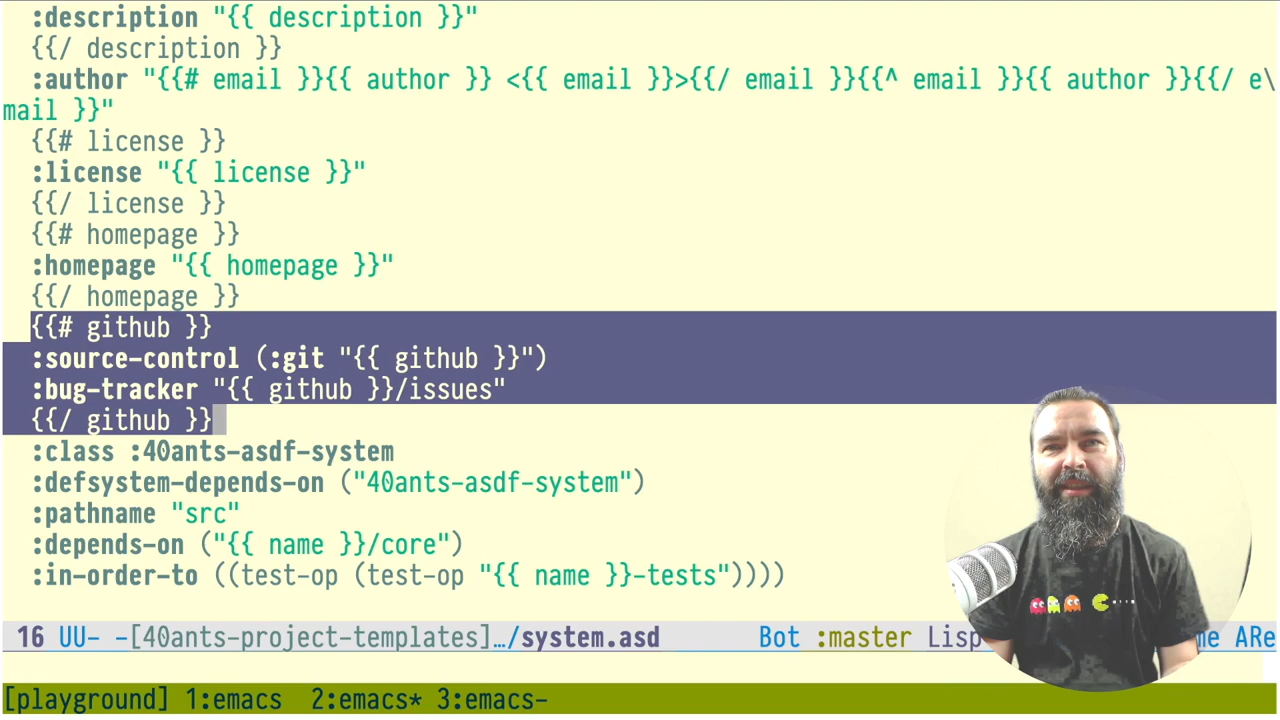 :description "{{ description }}"
{{/ description }}
:author "{{# email }}{{ author }} <{{ email }}>{{/ email }}{{^ email }}{{ author }}{{/ e\
mail }}"
{{# license }}
:license "{{ license }}"
{{/ license }}
{{# homepage }}
:homepage "{{ homepage }}"
{{/ homepage }}
{{# github }}
:source-control (:git "{{ github }}")
:bug-tracker "{{ github }}/issues"
{{/ github }}
:class :40ants-asdf-system
:defsystem-depends-on ("40ants-asdf-system")
:pathname "src"
:depends-on ("{{ name }}/core")
:in-order-to ((test-op (test-op "{{ name }}-tests"))))
16 UU- -[40ants-project-templates]…/system.asd Bot :master Lisp me ARe
[playground] 1:emacs 2:emacs* 3:emacs-